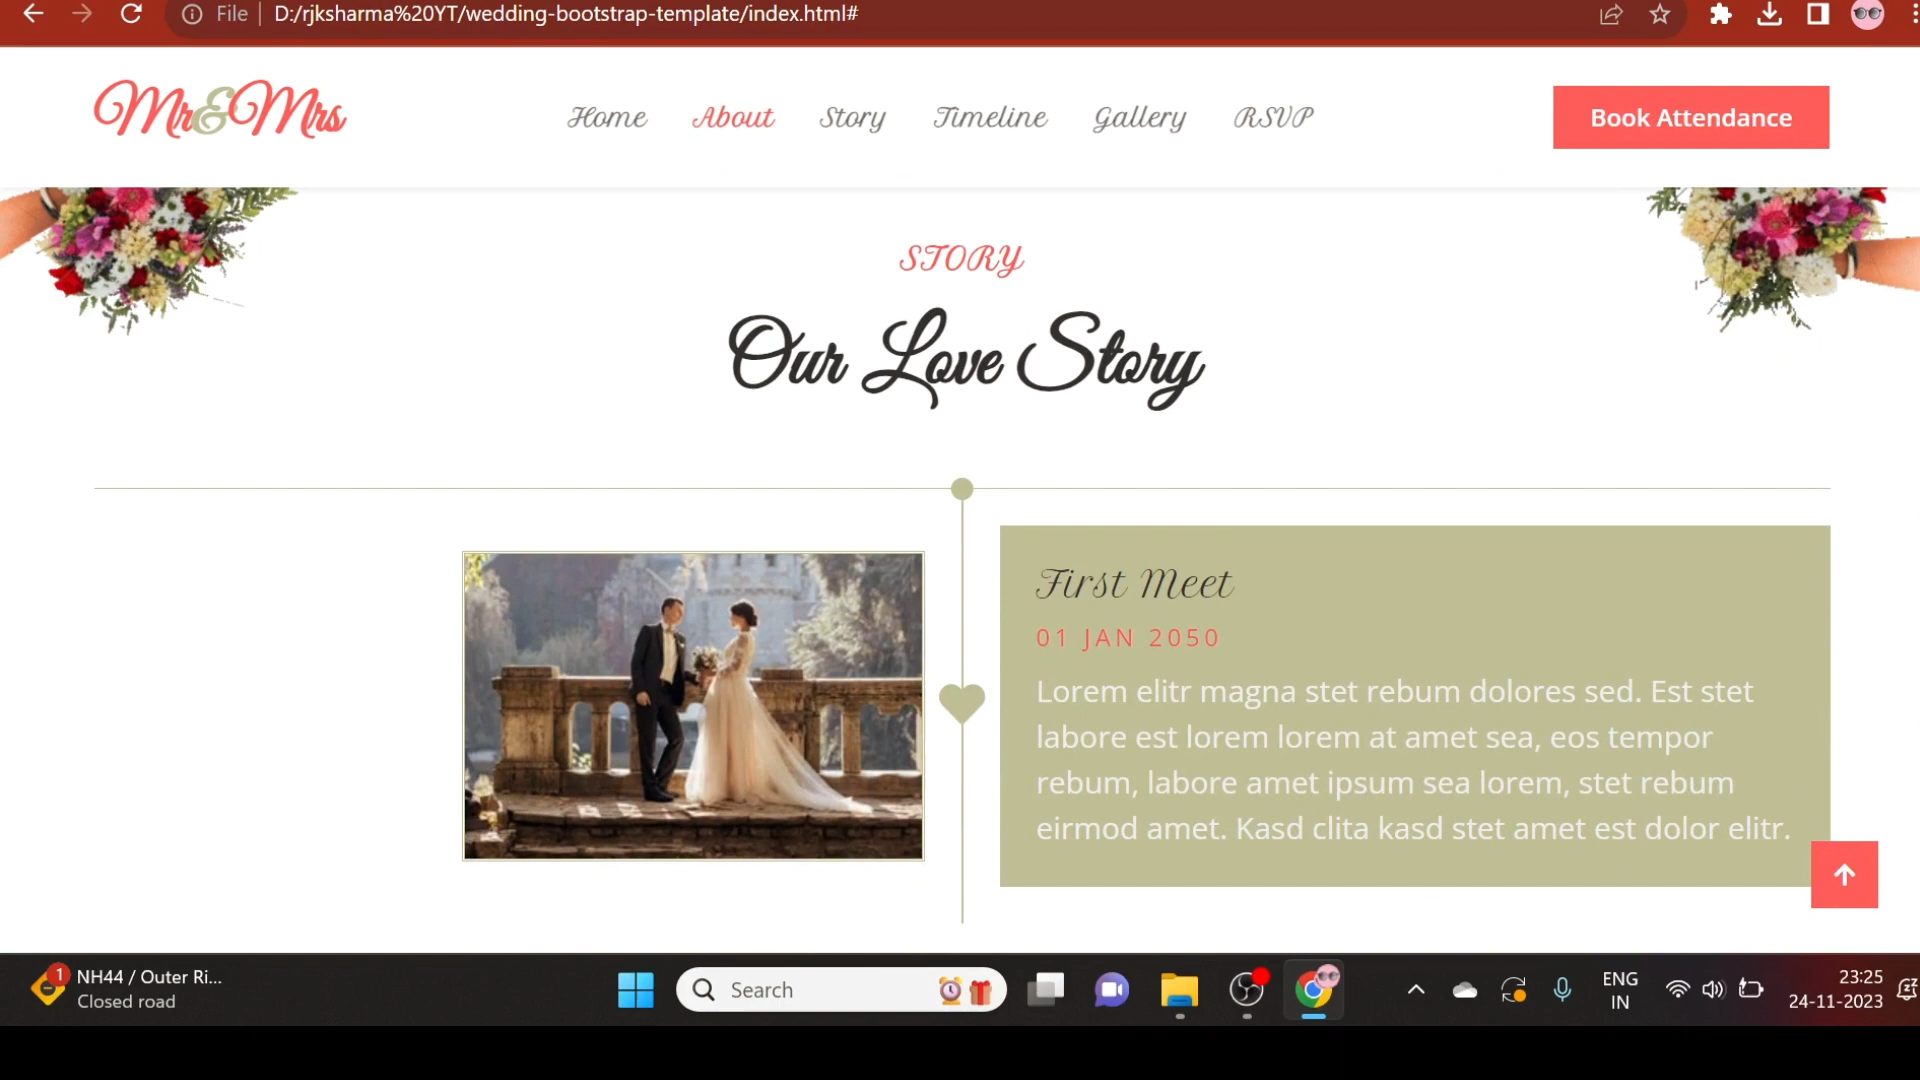 File
D:/rjksharma%20YT/wedding-bootstrap-template/index.html#
Mr&Mrs
Home
About
Story
Timeline
Gallery
RSVP
Book Attendance
STORY
Our Love Story
First Meet
01 JAN 2050
Lorem elitr magna stet rebum dolores sed. Est stet
labore est lorem lorem at amet sea, eos tempor
rebum, labore amet ipsum sea lorem, stet rebum
eirmod amet. Kasd clita kasd stet amet est dolor elitr.
1
NH44 / Outer Ri...
Closed road
Search
ENG
IN
23:25
24-11-2023